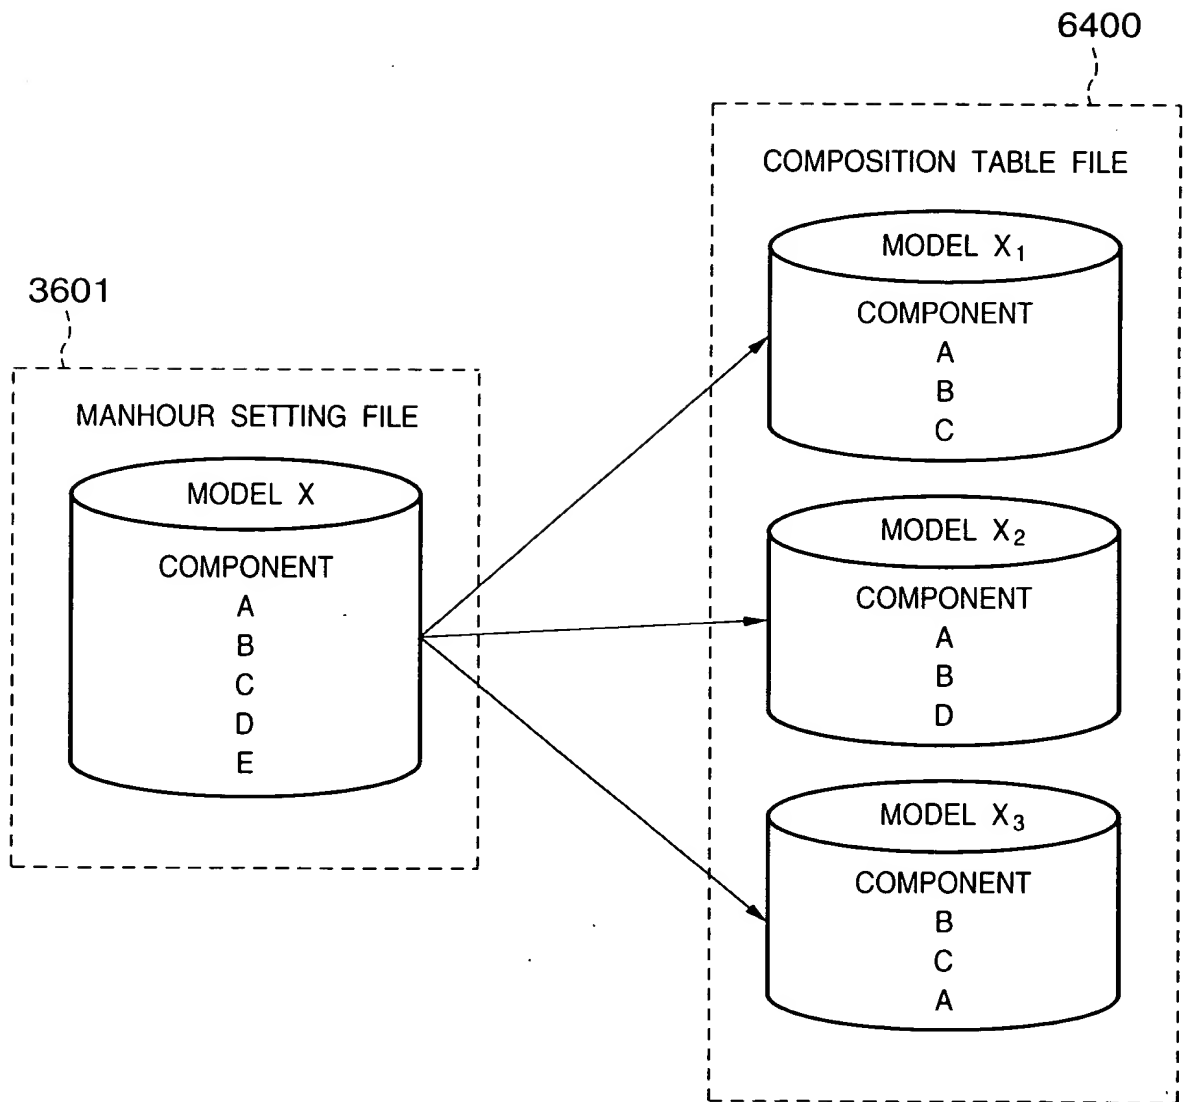 6400
COMPOSITION TABLE FILE
MODEL X1
COMPONENT
A
B
C
3601
MANHOUR SETTING FILE
MODEL X
COMPONENT
A
B
C
D
E
MODEL X2
COMPONENT
A
B
D
MODEL X3
COMPONENT
B
C
A